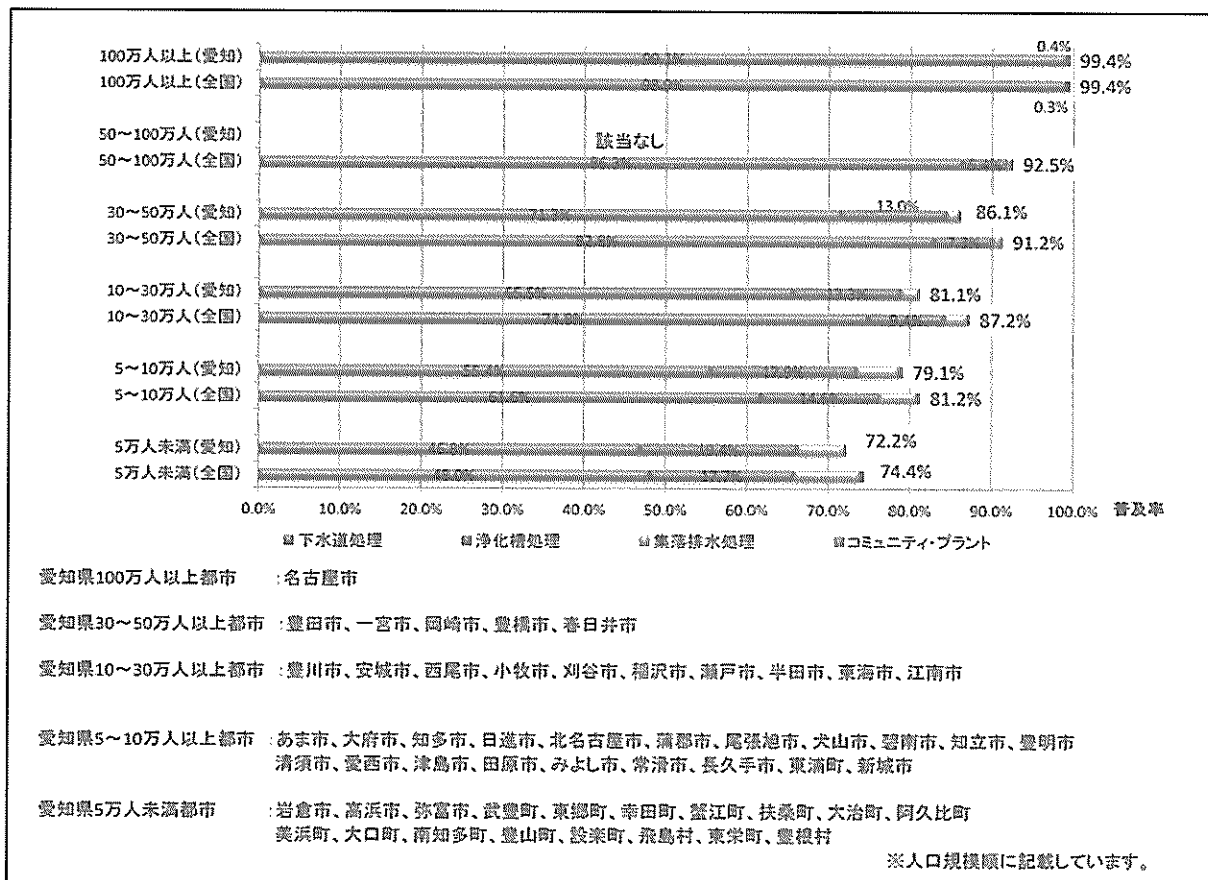 100万人以上(愛知) 0.4% 99.4%
100万人以上(全国) 99.4%
0.3%
50～100万人(愛知) 該当なし
50～100万人(全国) 92.5%
30～50万人(愛知) 13.0% 86.1%
30～50万人(全国) 91.2%
10～30万人(愛知) 81.1%
10～30万人(全国) 87.2%
5～10万人(愛知) 79.1%
5～10万人(全国) 81.2%
5万人未満(愛知) 72.2%
5万人未満(全国) 74.4%
0.0% 10.0% 20.0% 30.0% 40.0% 50.0% 60.0% 70.0% 80.0% 90.0% 100.0% 普及率
下水道処理 浄化槽処理 集落排水処理 コミュニティ・プラント
愛知県100万人以上都市 :名古屋市
愛知県30～50万人以上都市 :豊田市、一宮市、岡崎市、豊橋市、春日井市
愛知県10～30万人以上都市 :豊川市、安城市、西尾市、小牧市、刈谷市、稲沢市、瀬戸市、半田市、東海市、江南市
愛知県5～10万人以上都市 :あま市、大府市、知多市、日進市、北名古屋市、蒲郡市、尾張旭市、犬山市、碧南市、知立市、豊明市
清須市、愛西市、津島市、田原市、みよし市、常滑市、長久手市、東浦町、新城市
愛知県5万人未満都市 :岩倉市、高浜市、弥富市、武豊町、東郷町、幸田町、蟹江町、扶桑町、大治町、阿久比町
美浜町、大口町、南知多町、豊山町、設楽町、飛島村、東栄町、豊根村
※人口規模順に記載しています。